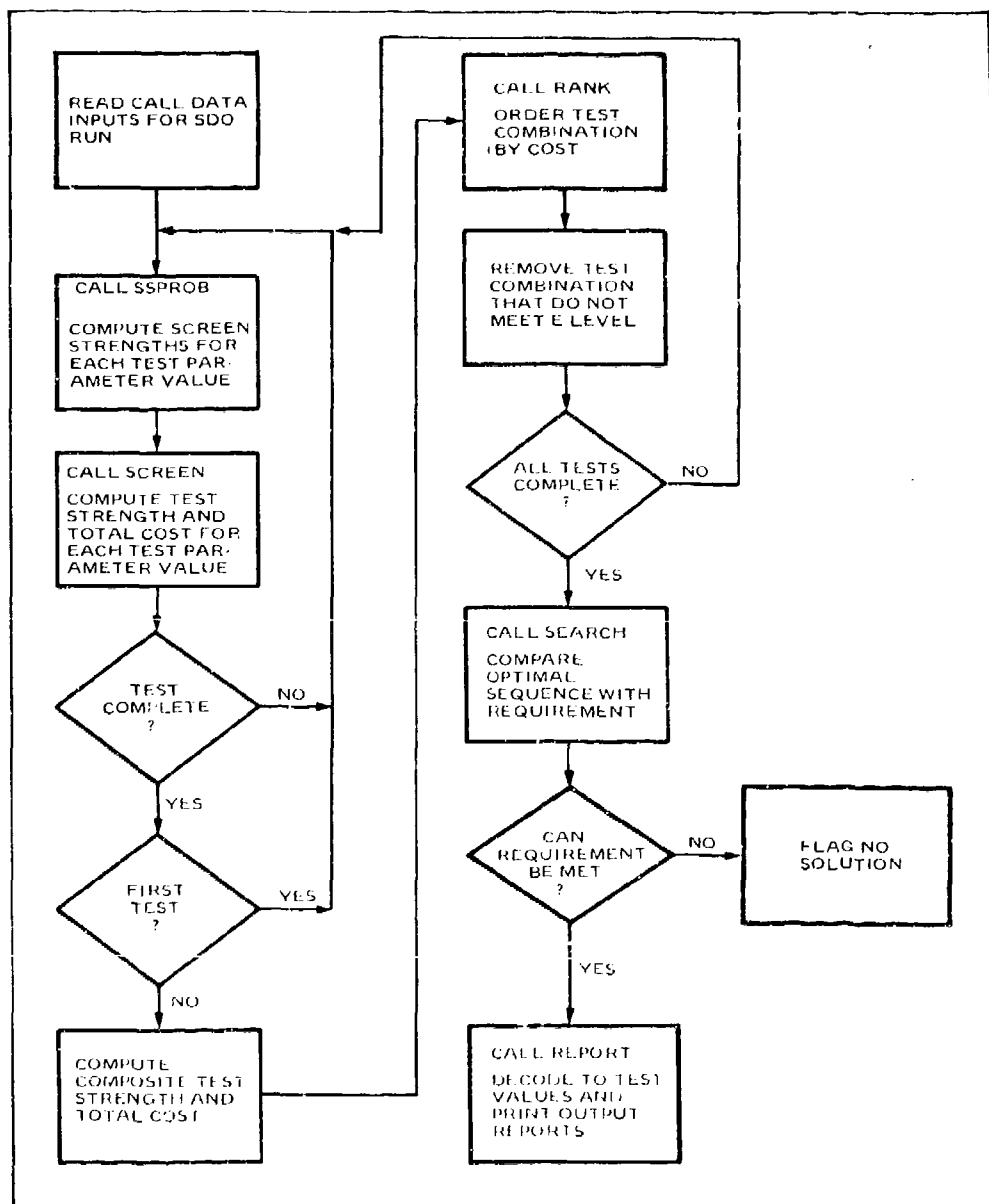 READ CALL DATA
INPUTS FOR SDO
RUN
CALL SSPROB
COMPUTE SCREEN
STRENGTHS FOR
EACH TEST PAR-
AMETER VALUE
CALL SCREEN
COMPUTE TEST
STRENGTH AND
TOTAL COST FOR
EACH TEST PAR-
AMETER VALUE
TEST
COMPLETE
?
NO
YES
FIRST
TEST
?
YES
NO
COMPUTE
COMPOSITE TEST
STRENGTH AND
TOTAL COST
CALL RANK
ORDER TEST
COMBINATION
(BY COST
REMOVE TEST
COMBINATION
THAT DO NOT
MEET E LEVEL
ALL TESTS
COMPLETE
?
NO
YES
CALL SEARCH
COMPARE
OPTIMAL
SEQUENCE WITH
REQUIREMENT
CAN
REQUIREMENT
BE MET
?
NO
FLAG NO
SOLUTION
YES
CALL REPORT
DECODE TO TEST
VALUES AND
PRINT OUTPUT
REPORTS